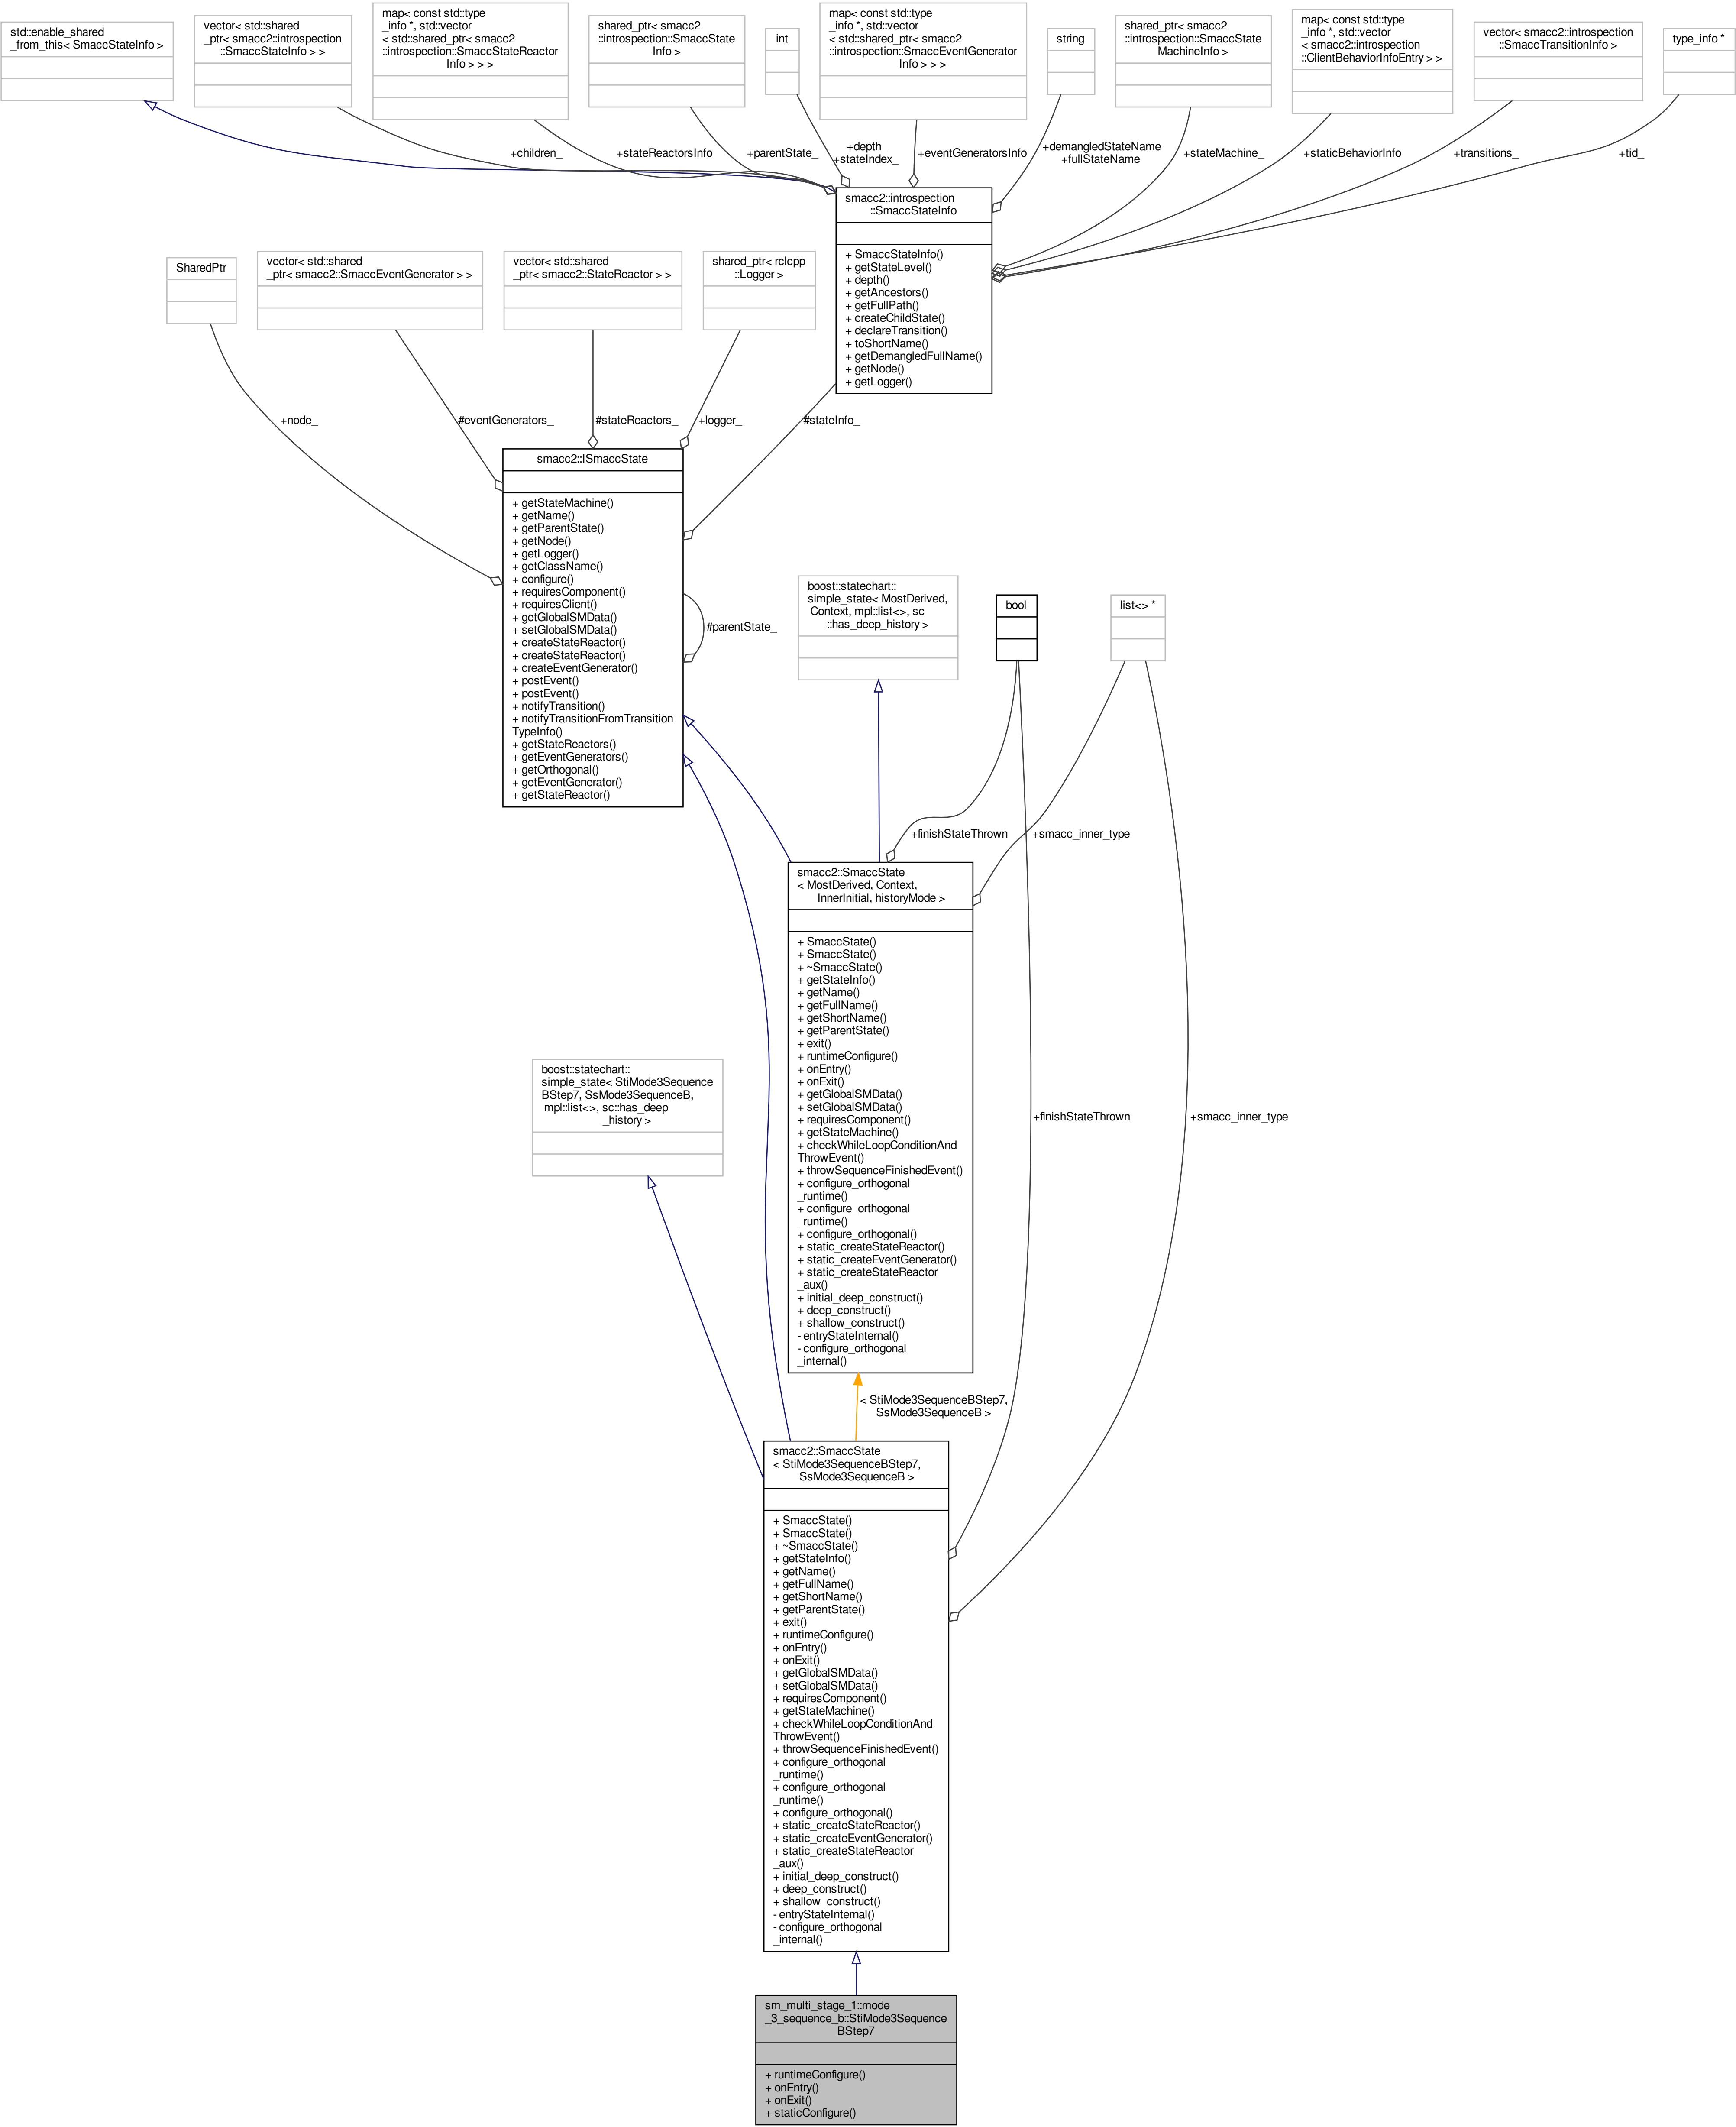 std::enable_shared
_from_this< SmaccStateInfo >
vector< std::shared
_ptr< smacc2::introspection
::SmaccStateInfo > >
map< const std::type
_info *, std::vector
< std::shared_ptr< smacc2
::introspection::SmaccStateReactor
Info > > >
shared_ptr< smacc2
::introspection::SmaccState
Info >
int
map< const std::type
_info *, std::vector
< std::shared_ptr< smacc2
::introspection::SmaccEventGenerator
Info > > >
string
shared_ptr< smacc2
::introspection::SmaccState
MachineInfo >
map< const std::type
_info *, std::vector
< smacc2::introspection
::ClientBehaviorInfoEntry > >
vector< smacc2::introspection
::SmaccTransitionInfo >
type_info *
+children_
+stateReactorsInfo
+parentState_
+depth_
+stateIndex_
+eventGeneratorsInfo
+demangledStateName
+fullStateName
+stateMachine_
+staticBehaviorInfo
+transitions_
+tid_
smacc2::introspection
::SmaccStateInfo
+ SmaccStateInfo()
+ getStateLevel()
+ depth()
+ getAncestors()
+ getFullPath()
+ createChildState()
+ declareTransition()
+ toShortName()
+ getDemangledFullName()
+ getNode()
+ getLogger()
SharedPtr
vector< std::shared
_ptr< smacc2::SmaccEventGenerator > >
vector< std::shared
_ptr< smacc2::StateReactor > >
shared_ptr< rclcpp
::Logger >
+node_
#eventGenerators_
#stateReactors_
+logger_
#stateInfo_
smacc2::ISmaccState
+ getStateMachine()
+ getName()
+ getParentState()
+ getNode()
+ getLogger()
+ getClassName()
+ configure()
+ requiresComponent()
+ requiresClient()
+ getGlobalSMData()
+ setGlobalSMData()
+ createStateReactor()
+ createStateReactor()
+ createEventGenerator()
+ postEvent()
+ postEvent()
+ notifyTransition()
+ notifyTransitionFromTransition
TypeInfo()
+ getStateReactors()
+ getEventGenerators()
+ getOrthogonal()
+ getEventGenerator()
+ getStateReactor()
#parentState_
boost::statechart::
simple_state< MostDerived,
Context, mpl::list<>, sc
::has_deep_history >
bool
list<> *
+finishStateThrown
+smacc_inner_type
smacc2::SmaccState
< MostDerived, Context,
InnerInitial, historyMode >
+ SmaccState()
+ SmaccState()
+ ~SmaccState()
+ getStateInfo()
+ getName()
+ getFullName()
+ getShortName()
+ getParentState()
+ exit()
+ runtimeConfigure()
+ onEntry()
+ onExit()
+ getGlobalSMData()
+ setGlobalSMData()
+ requiresComponent()
+ getStateMachine()
+ checkWhileLoopConditionAnd
ThrowEvent()
+ throwSequenceFinishedEvent()
+ configure_orthogonal
_runtime()
+ configure_orthogonal
_runtime()
+ configure_orthogonal()
+ static_createStateReactor()
+ static_createEventGenerator()
+ static_createStateReactor
_aux()
+ initial_deep_construct()
+ deep_construct()
+ shallow_construct()
- entryStateInternal()
- configure_orthogonal
_internal()
boost::statechart::
simple_state< StiMode3Sequence
BStep7, SsMode3SequenceB,
mpl::list<>, sc::has_deep
_history >
+finishStateThrown
+smacc_inner_type
< StiMode3SequenceBStep7,
SsMode3SequenceB >
smacc2::SmaccState
< StiMode3SequenceBStep7,
SsMode3SequenceB >
+ SmaccState()
+ SmaccState()
+ ~SmaccState()
+ getStateInfo()
+ getName()
+ getFullName()
+ getShortName()
+ getParentState()
+ exit()
+ runtimeConfigure()
+ onEntry()
+ onExit()
+ getGlobalSMData()
+ setGlobalSMData()
+ requiresComponent()
+ getStateMachine()
+ checkWhileLoopConditionAnd
ThrowEvent()
+ throwSequenceFinishedEvent()
+ configure_orthogonal
_runtime()
+ configure_orthogonal
_runtime()
+ configure_orthogonal()
+ static_createStateReactor()
+ static_createEventGenerator()
+ static_createStateReactor
_aux()
+ initial_deep_construct()
+ deep_construct()
+ shallow_construct()
- entryStateInternal()
- configure_orthogonal
_internal()
sm_multi_stage_1::mode
_3_sequence_b::StiMode3Sequence
BStep7
+ runtimeConfigure()
+ onEntry()
+ onExit()
+ staticConfigure()